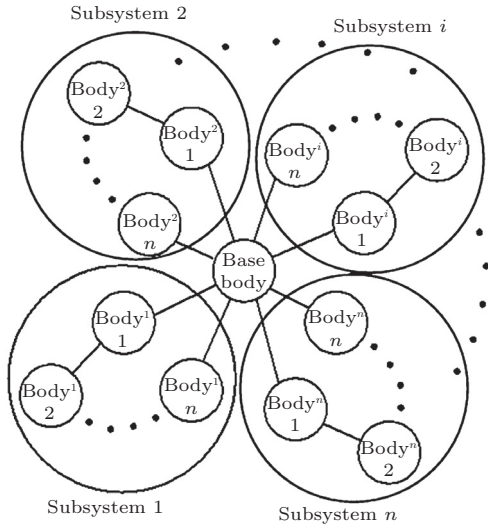 Subsystem 2
Subsystem i
Body²
2
Body²
1
Body²
n
Bodyⁱ
n
Bodyⁱ
2
Bodyⁱ
1
Base
body
Body¹
1
Body¹
2
Body¹
n
Bodyⁿ
n
Bodyⁿ
1
Bodyⁿ
2
Subsystem 1
Subsystem n